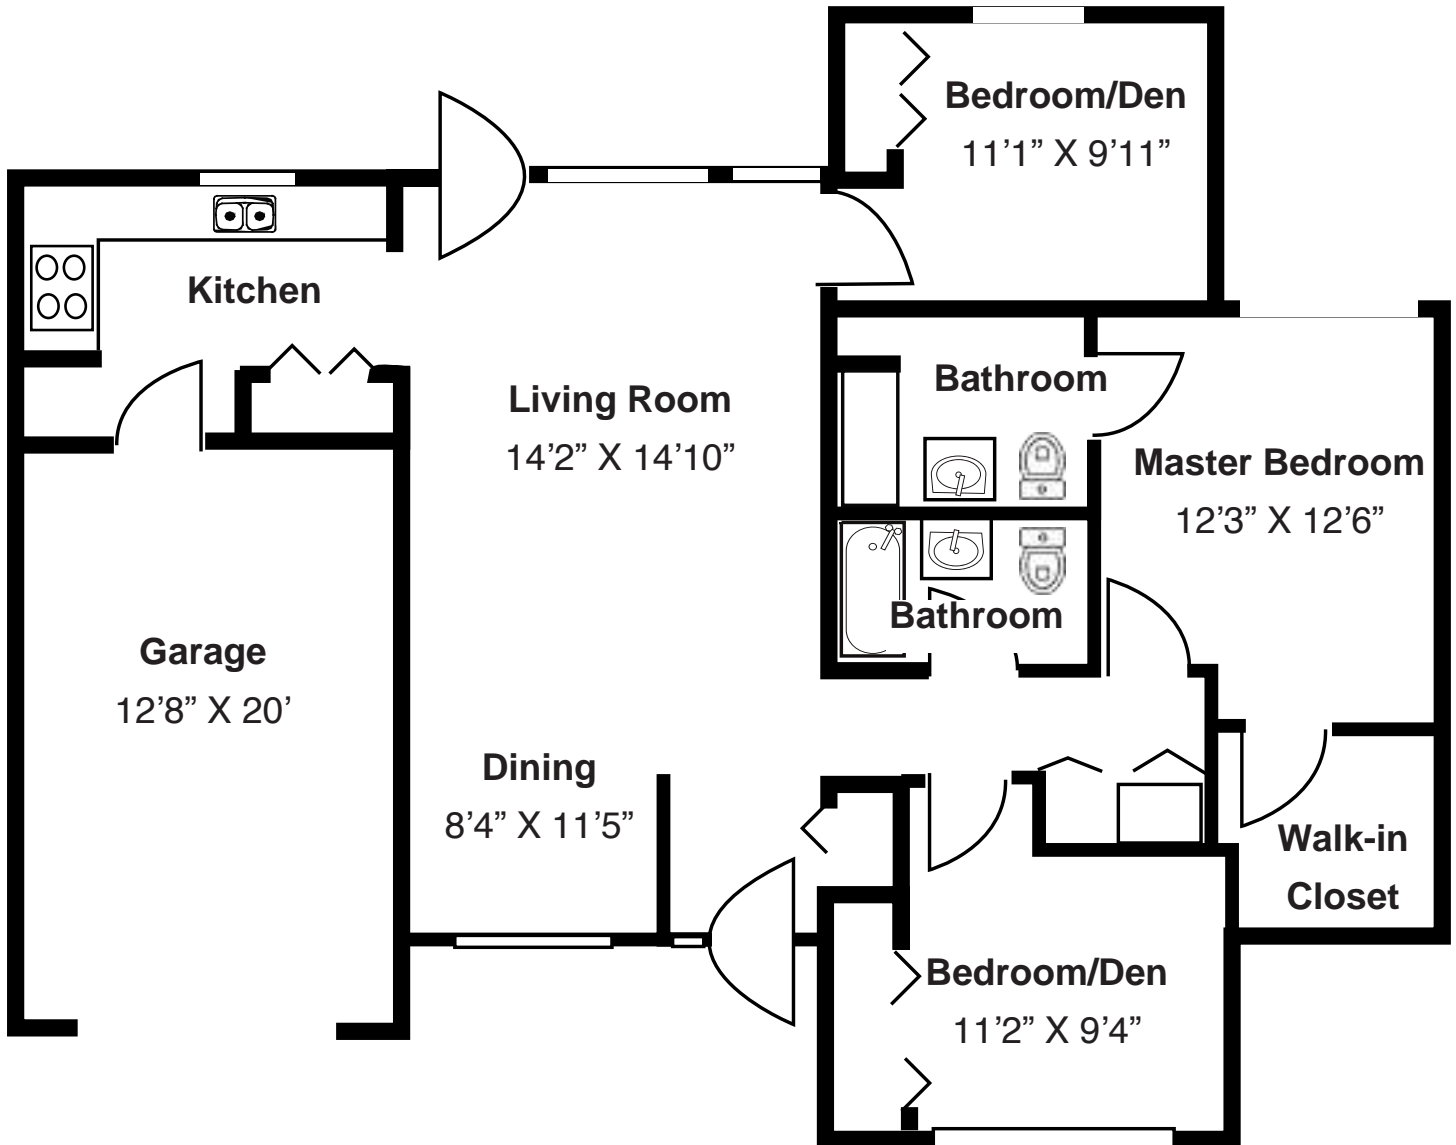 Bedroom/Den
11’1” X 9’11”
Kitchen
Living Room
14’2” X 14’10”
Bathroom
Master Bedroom
12’3” X 12’6”
Bathroom
Garage
12’8” X 20'
Dining
8’4” X 11’5”
Walk-in
Closet
Bedroom/Den
11’2” X 9’4”